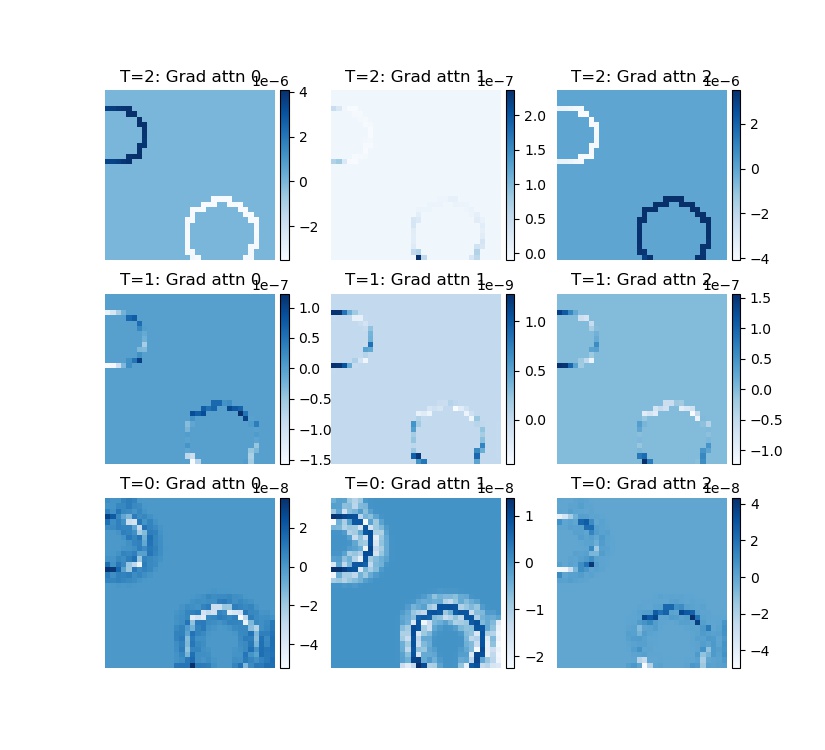 T=2: Grad attn 0
1e−6
T=2: Grad attn 1
1e−7
T=2: Grad attn 2
1e−6
4
2
0
−2
2.0
1.5
1.0
0.5
0.0
2
0
−2
−4
T=1: Grad attn 0
1e−7
T=1: Grad attn 1
1e−9
T=1: Grad attn 2
1e−7
1.0
0.5
0.0
−0.5
−1.0
−1.5
1.0
0.0
1.5
1.0
0.5
0.0
−0.5
−1.0
T=0: Grad attn 0
1e−8
T=0: Grad attn 1
1e−8
T=0: Grad attn 2
1e−8
2
0
−2
−4
1
0
−1
−2
4
2
0
−2
−4